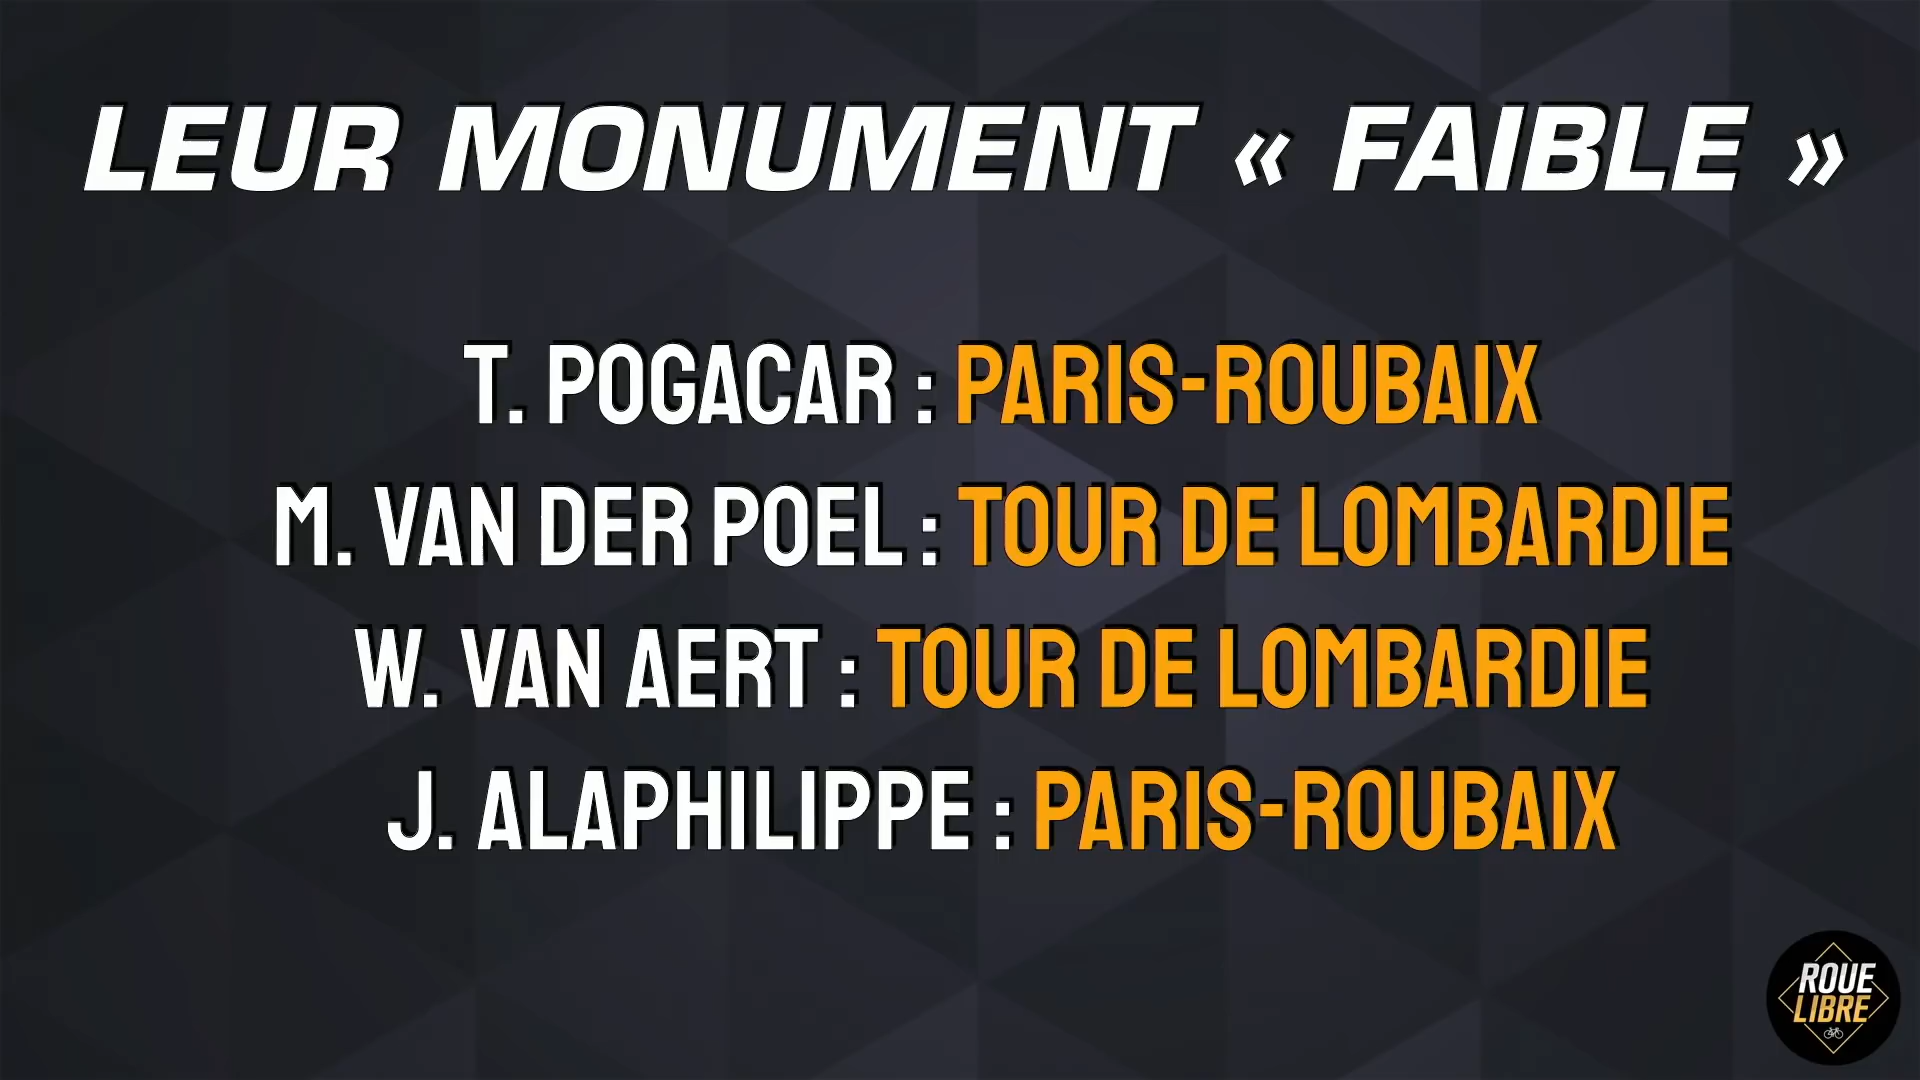 LEUR MONUMENT « FAIBLE »
T. POGACAR : PARIS-ROUBAIX
M. VAN DER POEL : TOUR DE LOMBARDIE
W. VAN AERT : TOUR DE LOMBARDIE
J. ALAPHILIPPE : PARIS-ROUBAIX
ROUE
LIBRE